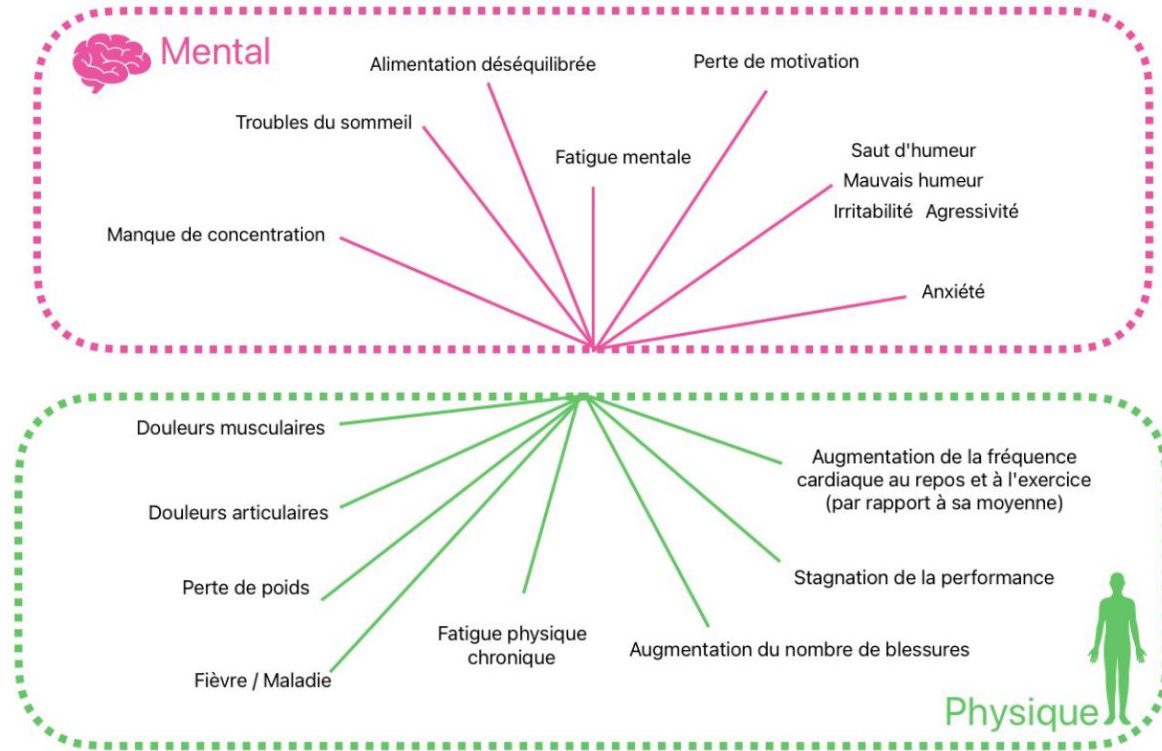 Mental
Alimentation déséquilibrée
Perte de motivation
Troubles du sommeil
Fatigue mentale
Saut d'humeur
Mauvais humeur
Irritabilité Agressivité
Manque de concentration
Anxiété
Douleurs musculaires
Augmentation de la fréquence
cardiaque au repos et à l'exercice
(par rapport à sa moyenne)
Douleurs articulaires
Perte de poids
Stagnation de la performance
Fatigue physique
chronique
Augmentation du nombre de blessures
Fièvre / Maladie
Physique